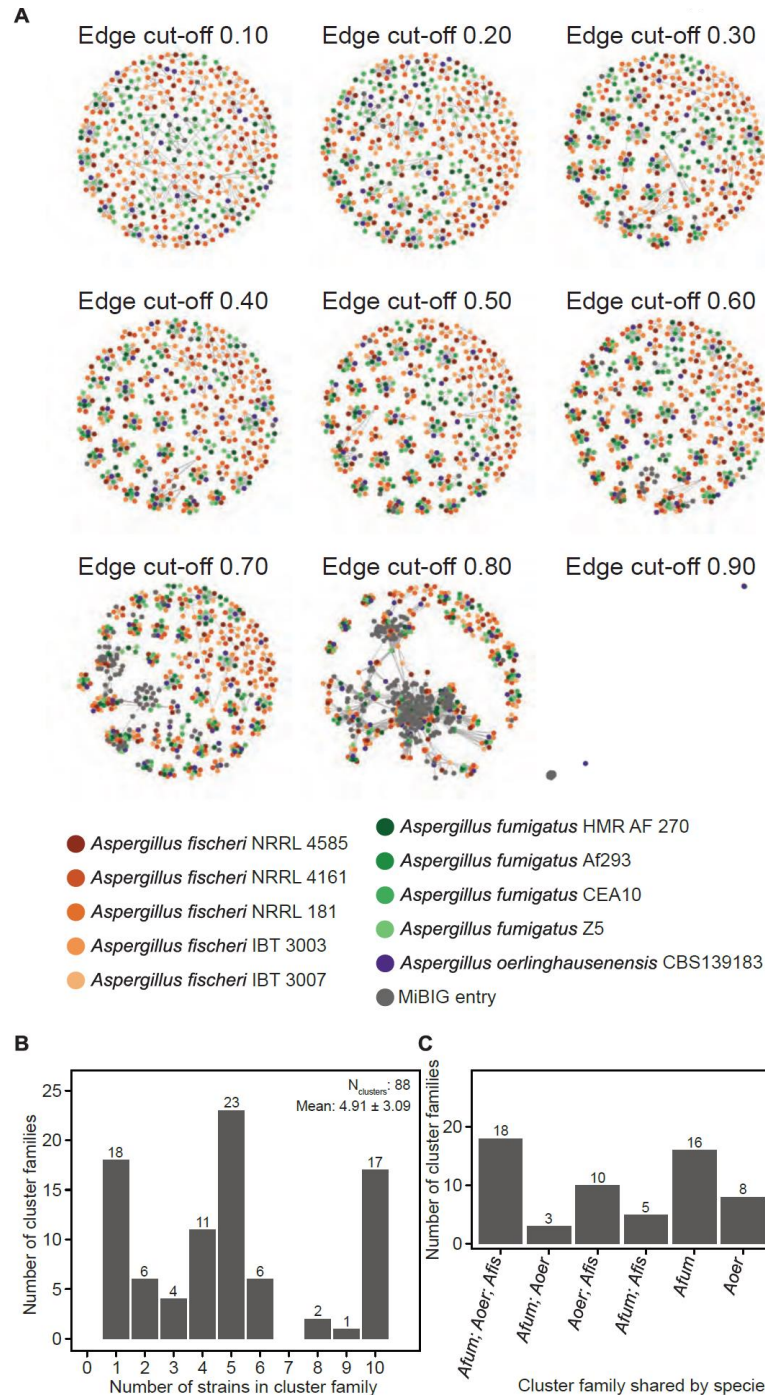 A
Edge cut-off 0.10 Edge cut-off 0.20 Edge cut-off 0.30
Edge cut-off 0.40 Edge cut-off 0.50 Edge cut-off 0.60
Edge cut-off 0.70 Edge cut-off 0.80 Edge cut-off 0.90
Aspergillus fischeri NRRL 4585
Aspergillus fischeri NRRL 4161
Aspergillus fischeri NRRL 181
Aspergillus fischeri IBT 3003
Aspergillus fischeri IBT 3007
Aspergillus fumigatus HMR AF 270
Aspergillus fumigatus Af293
Aspergillus fumigatus CEA10
Aspergillus fumigatus Z5
Aspergillus oerlinghausenensis CBS139183
MiBIG entry
B
Number of cluster families
25
20
15
10
5
0
Nclusters: 88
Mean: 4.91 ± 3.09
18 6 4 11 23 6 2 1 17
0 1 2 3 4 5 6 7 8 9 10
Number of strains in cluster family
C
Number of cluster families
20
10
0
18 3 10 5 16 8
Afum; Aoer; Afis
Afum; Aoer
Aoer; Afis
Afum; Afis
Afum
Aoer
Cluster family shared by specie